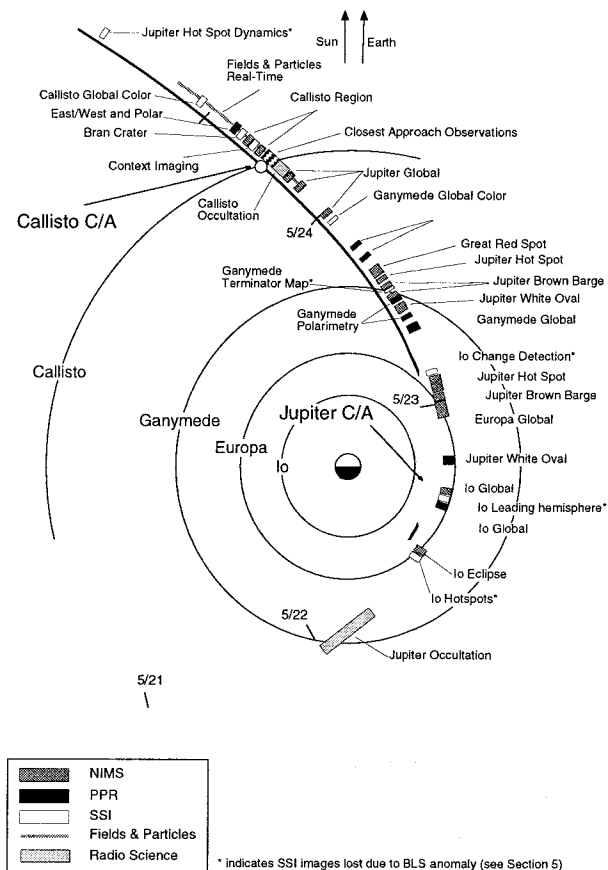 Jupiter Hot Spot Dynamics*
Sun
Earth
Fields & Particles
Real-Time
Callisto Global Color
Callisto Region
East/West and Polar
Bran Crater
Closest Approach Observations
Context Imaging
Jupiter Global
Callisto
Occultation
Ganymede Global Color
Callisto C/A
5/24
Great Red Spot
Jupiter Hot Spot
Ganymede
Terminator Map*
Jupiter Brown Barge
Jupiter White Oval
Ganymede
Polarimetry
Ganymede Global
Io Change Detection*
Callisto
Jupiter Hot Spot
5/23
Jupiter Brown Barge
Ganymede
Jupiter C/A
Europa Global
Europa
Io
Jupiter White Oval
Io Global
Io Leading hemisphere*
Io Global
Io Eclipse
Io Hotspots*
5/22
Jupiter Occultation
5/21
NIMS
PPR
SSI
Fields & Particles
Radio Science
* indicates SSI images lost due to BLS anomaly (see Section 5)